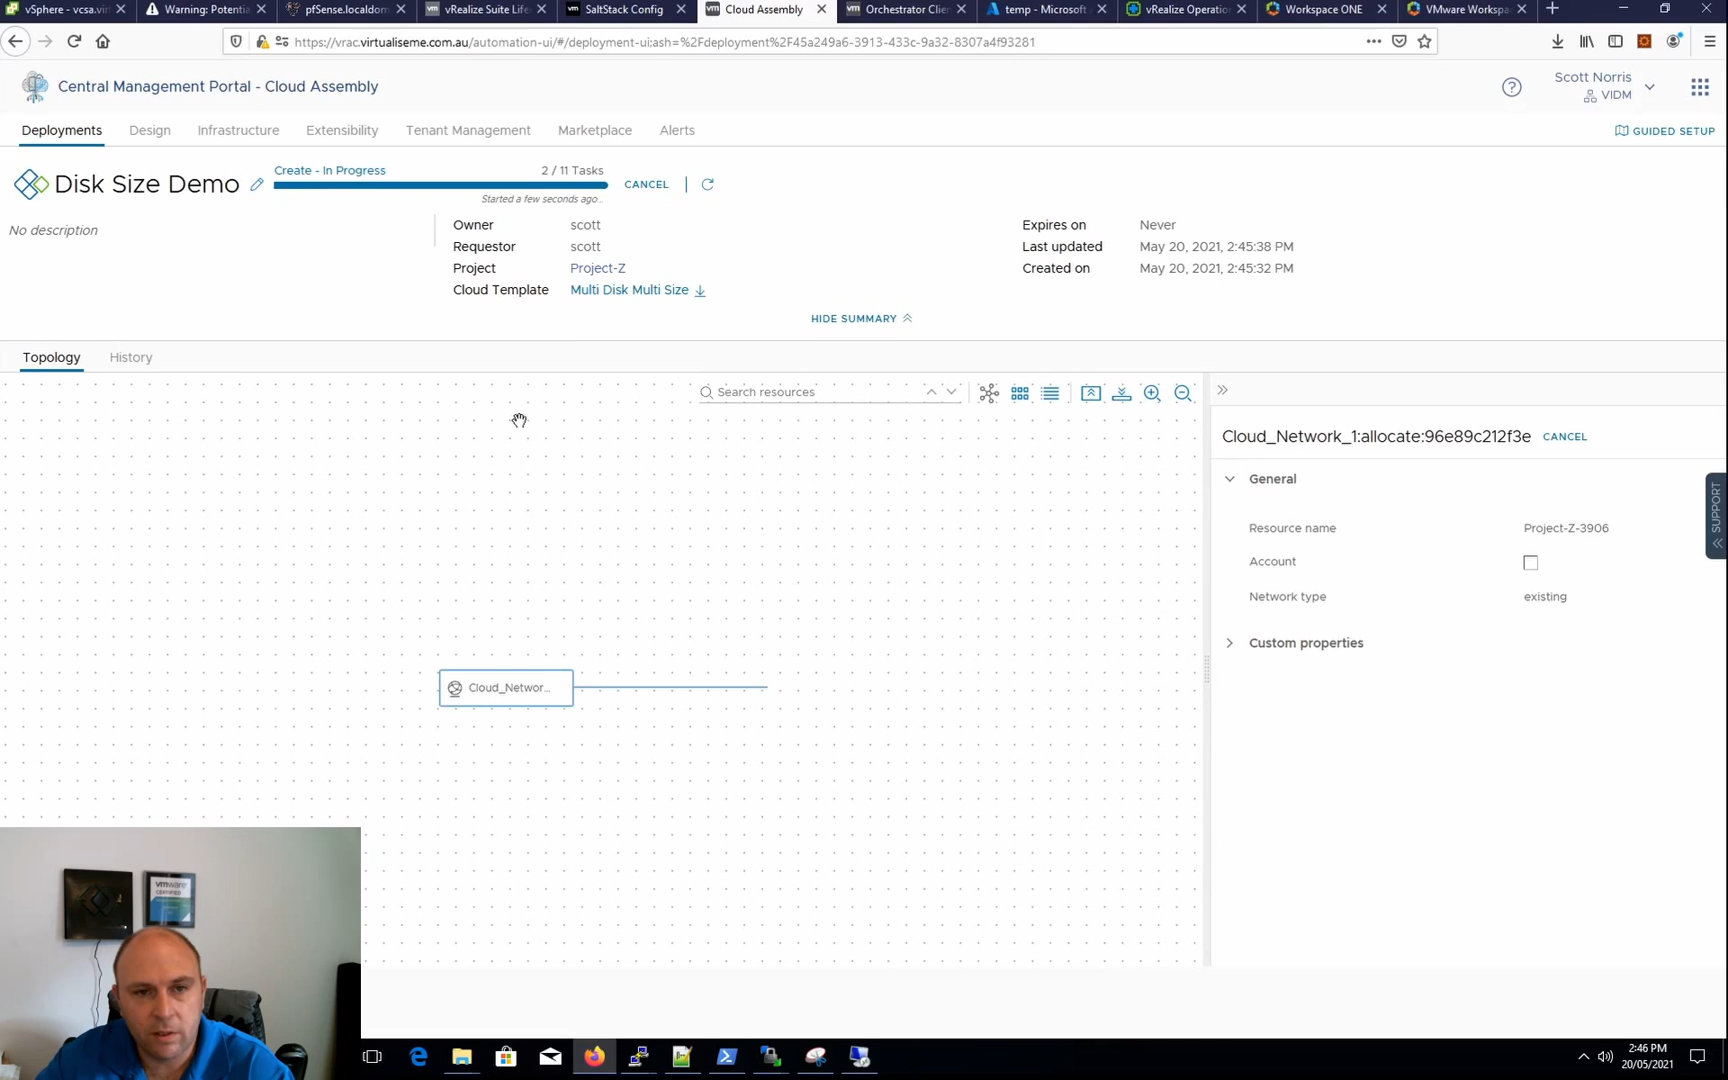 vSphere - vcsa.virt
Warning: Potentia
pfSense.localdom
vRealize Suite Lifec
SaltStack Config
Cloud Assembly
Orchestrator Clien
temp - Microsoft A
vRealize Operation
Workspace ONE
VMware Workspa
https://vrac.virtualiseme.com.au/automation-ui/#/deployment-ui;ash=%2Fdeployment%2F45a249a6-3913-433c-9a32-8307a4f93281
Central Management Portal - Cloud Assembly
Scott Norris
VIDM
Deployments
Design
Infrastructure
Extensibility
Tenant Management
Marketplace
Alerts
GUIDED SETUP
Disk Size Demo
Create - In Progress
2 / 11 Tasks
CANCEL
Started a few seconds ago...
No description
Owner
scott
Requestor
scott
Project
Project-Z
Cloud Template
Multi Disk Multi Size
Expires on
Never
Last updated
May 20, 2021, 2:45:38 PM
Created on
May 20, 2021, 2:45:32 PM
HIDE SUMMARY
Topology
History
Search resources
Cloud_Network_1:allocate:96e89c212f3e
CANCEL
General
Resource name
Project-Z-3906
Account
Network type
existing
Custom properties
SUPPORT
Cloud_Networ...
vmware
2:46 PM
20/05/2021